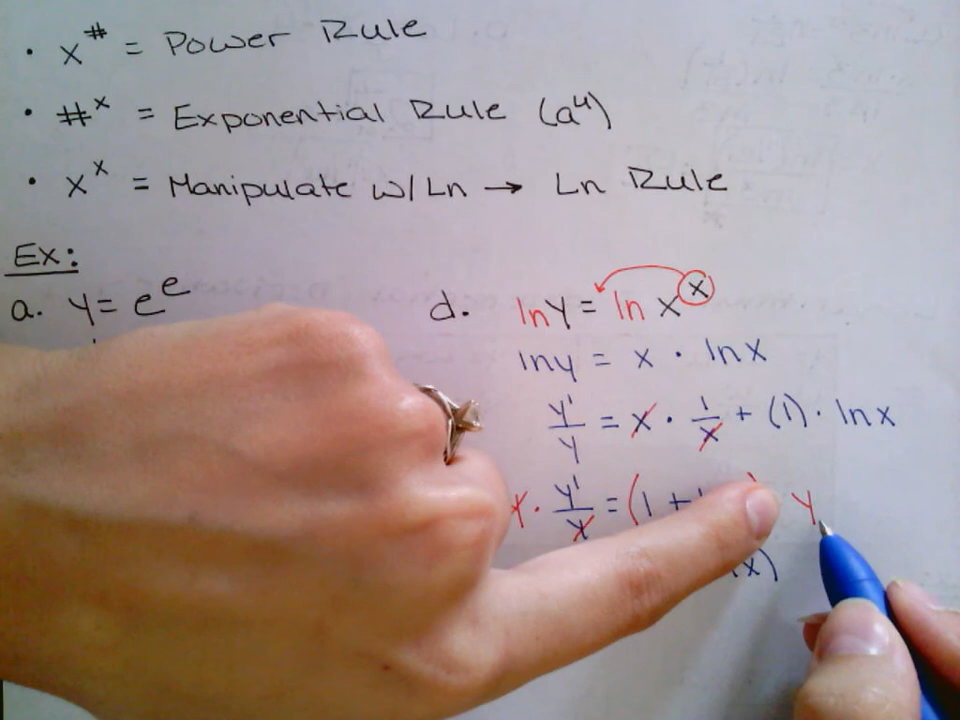 • x^# = Power Rule
• #^x = Exponential Rule (a^u)
• x^x = Manipulate w/Ln → Ln Rule
Ex:
a. y = e^e
d. ln y = ln x^x
ln y = x · ln x
y'/y = x · 1/x + (1) · ln x
y · y'/y = (1 + ) y
x)